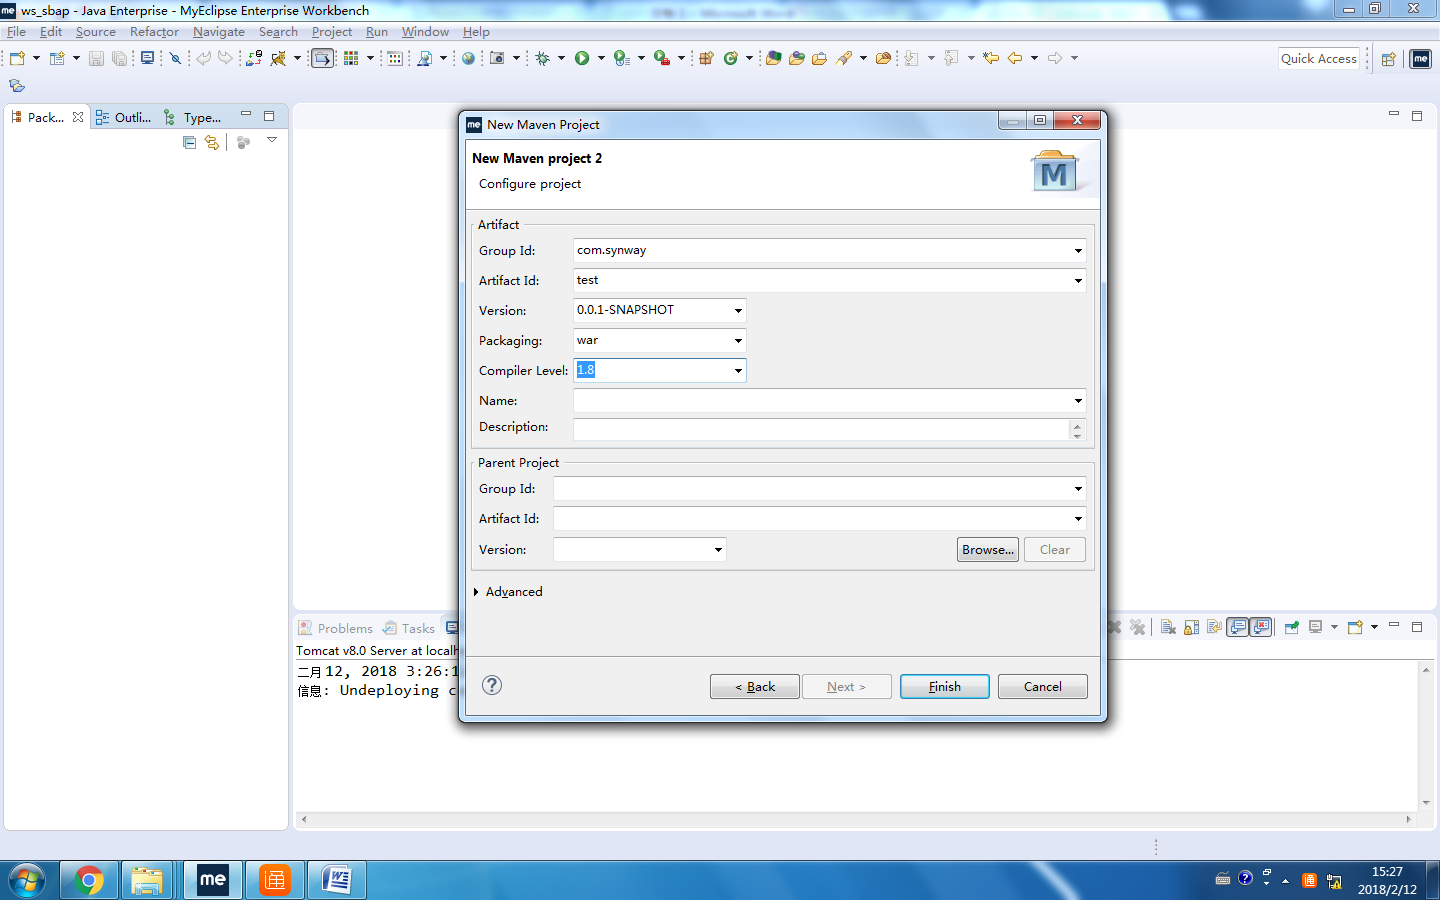 ws_sbap - Java Enterprise - MyEclipse Enterprise Workbench
File Edit Source Refactor Navigate Search Project Run Window Help
Quick Access
me
Pack... Outli... Type...
me New Maven Project
New Maven project 2
Configure project
M
Artifact
Group Id: com.synway
Artifact Id: test
Version: 0.0.1-SNAPSHOT
Packaging: war
Compiler Level: 1.8
Name:
Description:
Parent Project
Group Id:
Artifact Id:
Version:
Browse... Clear
Advanced
< Back Next > Finish Cancel
Problems Tasks
Tomcat v8.0 Server at localh
二月 12, 2018 3:26:1
信息: Undeploying c
me
15:27
2018/2/12